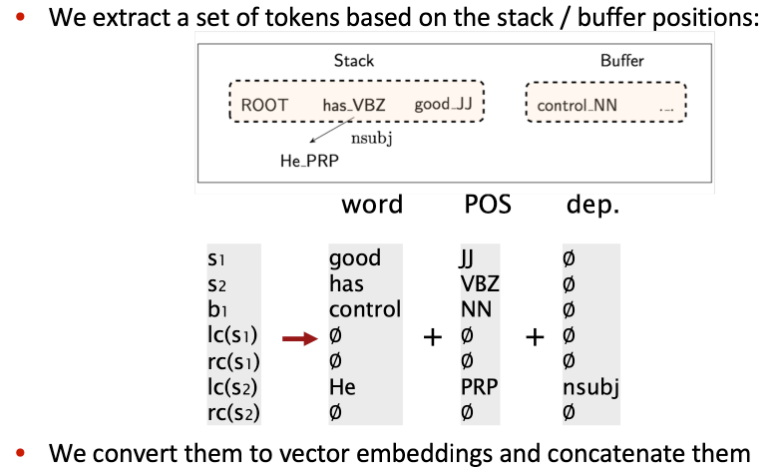 • We extract a set of tokens based on the stack / buffer positions:
Stack Buffer
ROOT has_VBZ good_JJ control_NN ...
nsubj
He_PRP
word POS dep.
s1 good JJ ∅
s2 has VBZ ∅
b1 control NN ∅
lc(s1) → ∅ + ∅ + ∅
rc(s1) ∅ ∅ ∅
lc(s2) He PRP nsubj
rc(s2) ∅ ∅ ∅
• We convert them to vector embeddings and concatenate them